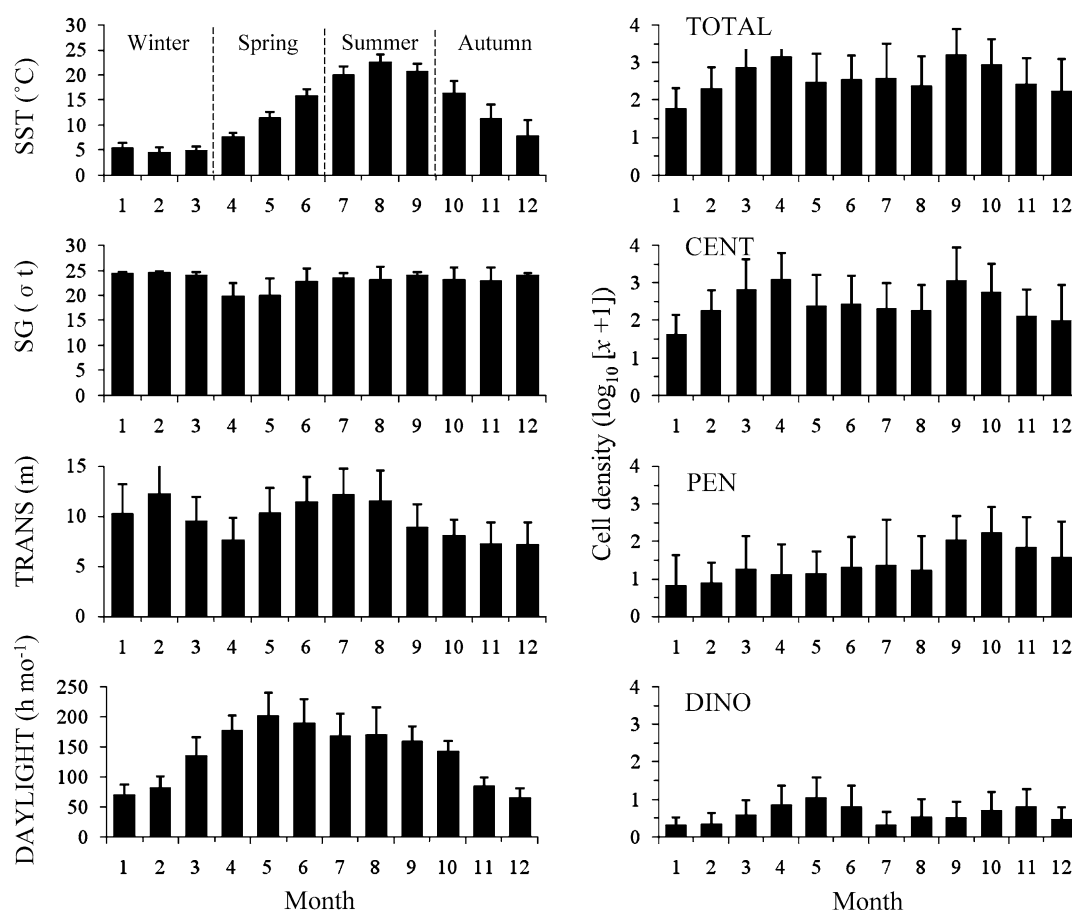 SST (°C)
30
25
20
15
10
5
0
Winter Spring Summer Autumn
1 2 3 4 5 6 7 8 9 10 11 12
SG (σ t)
30
25
20
15
10
5
0
1 2 3 4 5 6 7 8 9 10 11 12
TRANS (m)
15
10
5
0
1 2 3 4 5 6 7 8 9 10 11 12
DAYLIGHT (h mo-1)
250
200
150
100
50
0
1 2 3 4 5 6 7 8 9 10 11 12
Month
Cell density (log10 [x +1])
TOTAL
4
3
2
1
0
1 2 3 4 5 6 7 8 9 10 11 12
CENT
4
3
2
1
0
1 2 3 4 5 6 7 8 9 10 11 12
PEN
4
3
2
1
0
1 2 3 4 5 6 7 8 9 10 11 12
DINO
4
3
2
1
0
1 2 3 4 5 6 7 8 9 10 11 12
Month